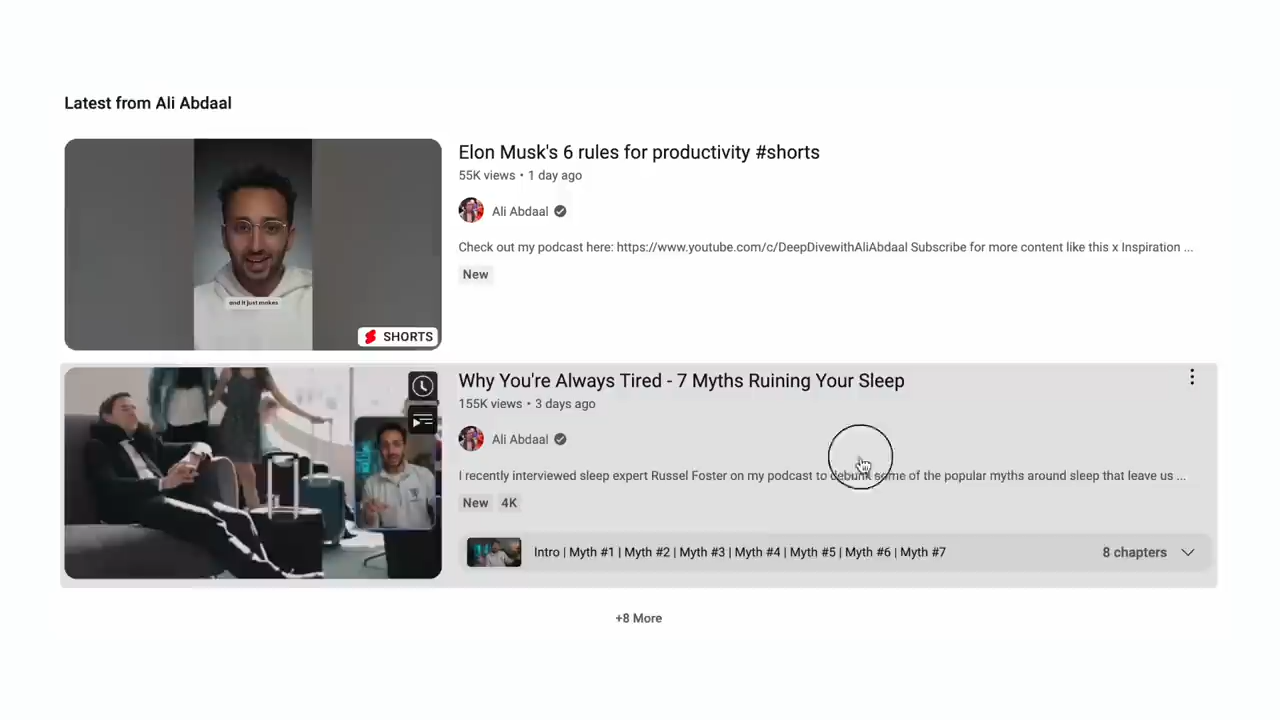 Latest from Ali Abdaal
Elon Musk's 6 rules for productivity #shorts
55K views • 1 day ago
Ali Abdaal
Check out my podcast here: https://www.youtube.com/c/DeepDivewithAliAbdaal Subscribe for more content like this x Inspiration ...
New
and it just makes
SHORTS
Why You're Always Tired - 7 Myths Ruining Your Sleep
155K views • 3 days ago
Ali Abdaal
I recently interviewed sleep expert Russel Foster on my podcast to debunk some of the popular myths around sleep that leave us ...
New 4K
Intro | Myth #1 | Myth #2 | Myth #3 | Myth #4 | Myth #5 | Myth #6 | Myth #7 8 chapters
+8 More